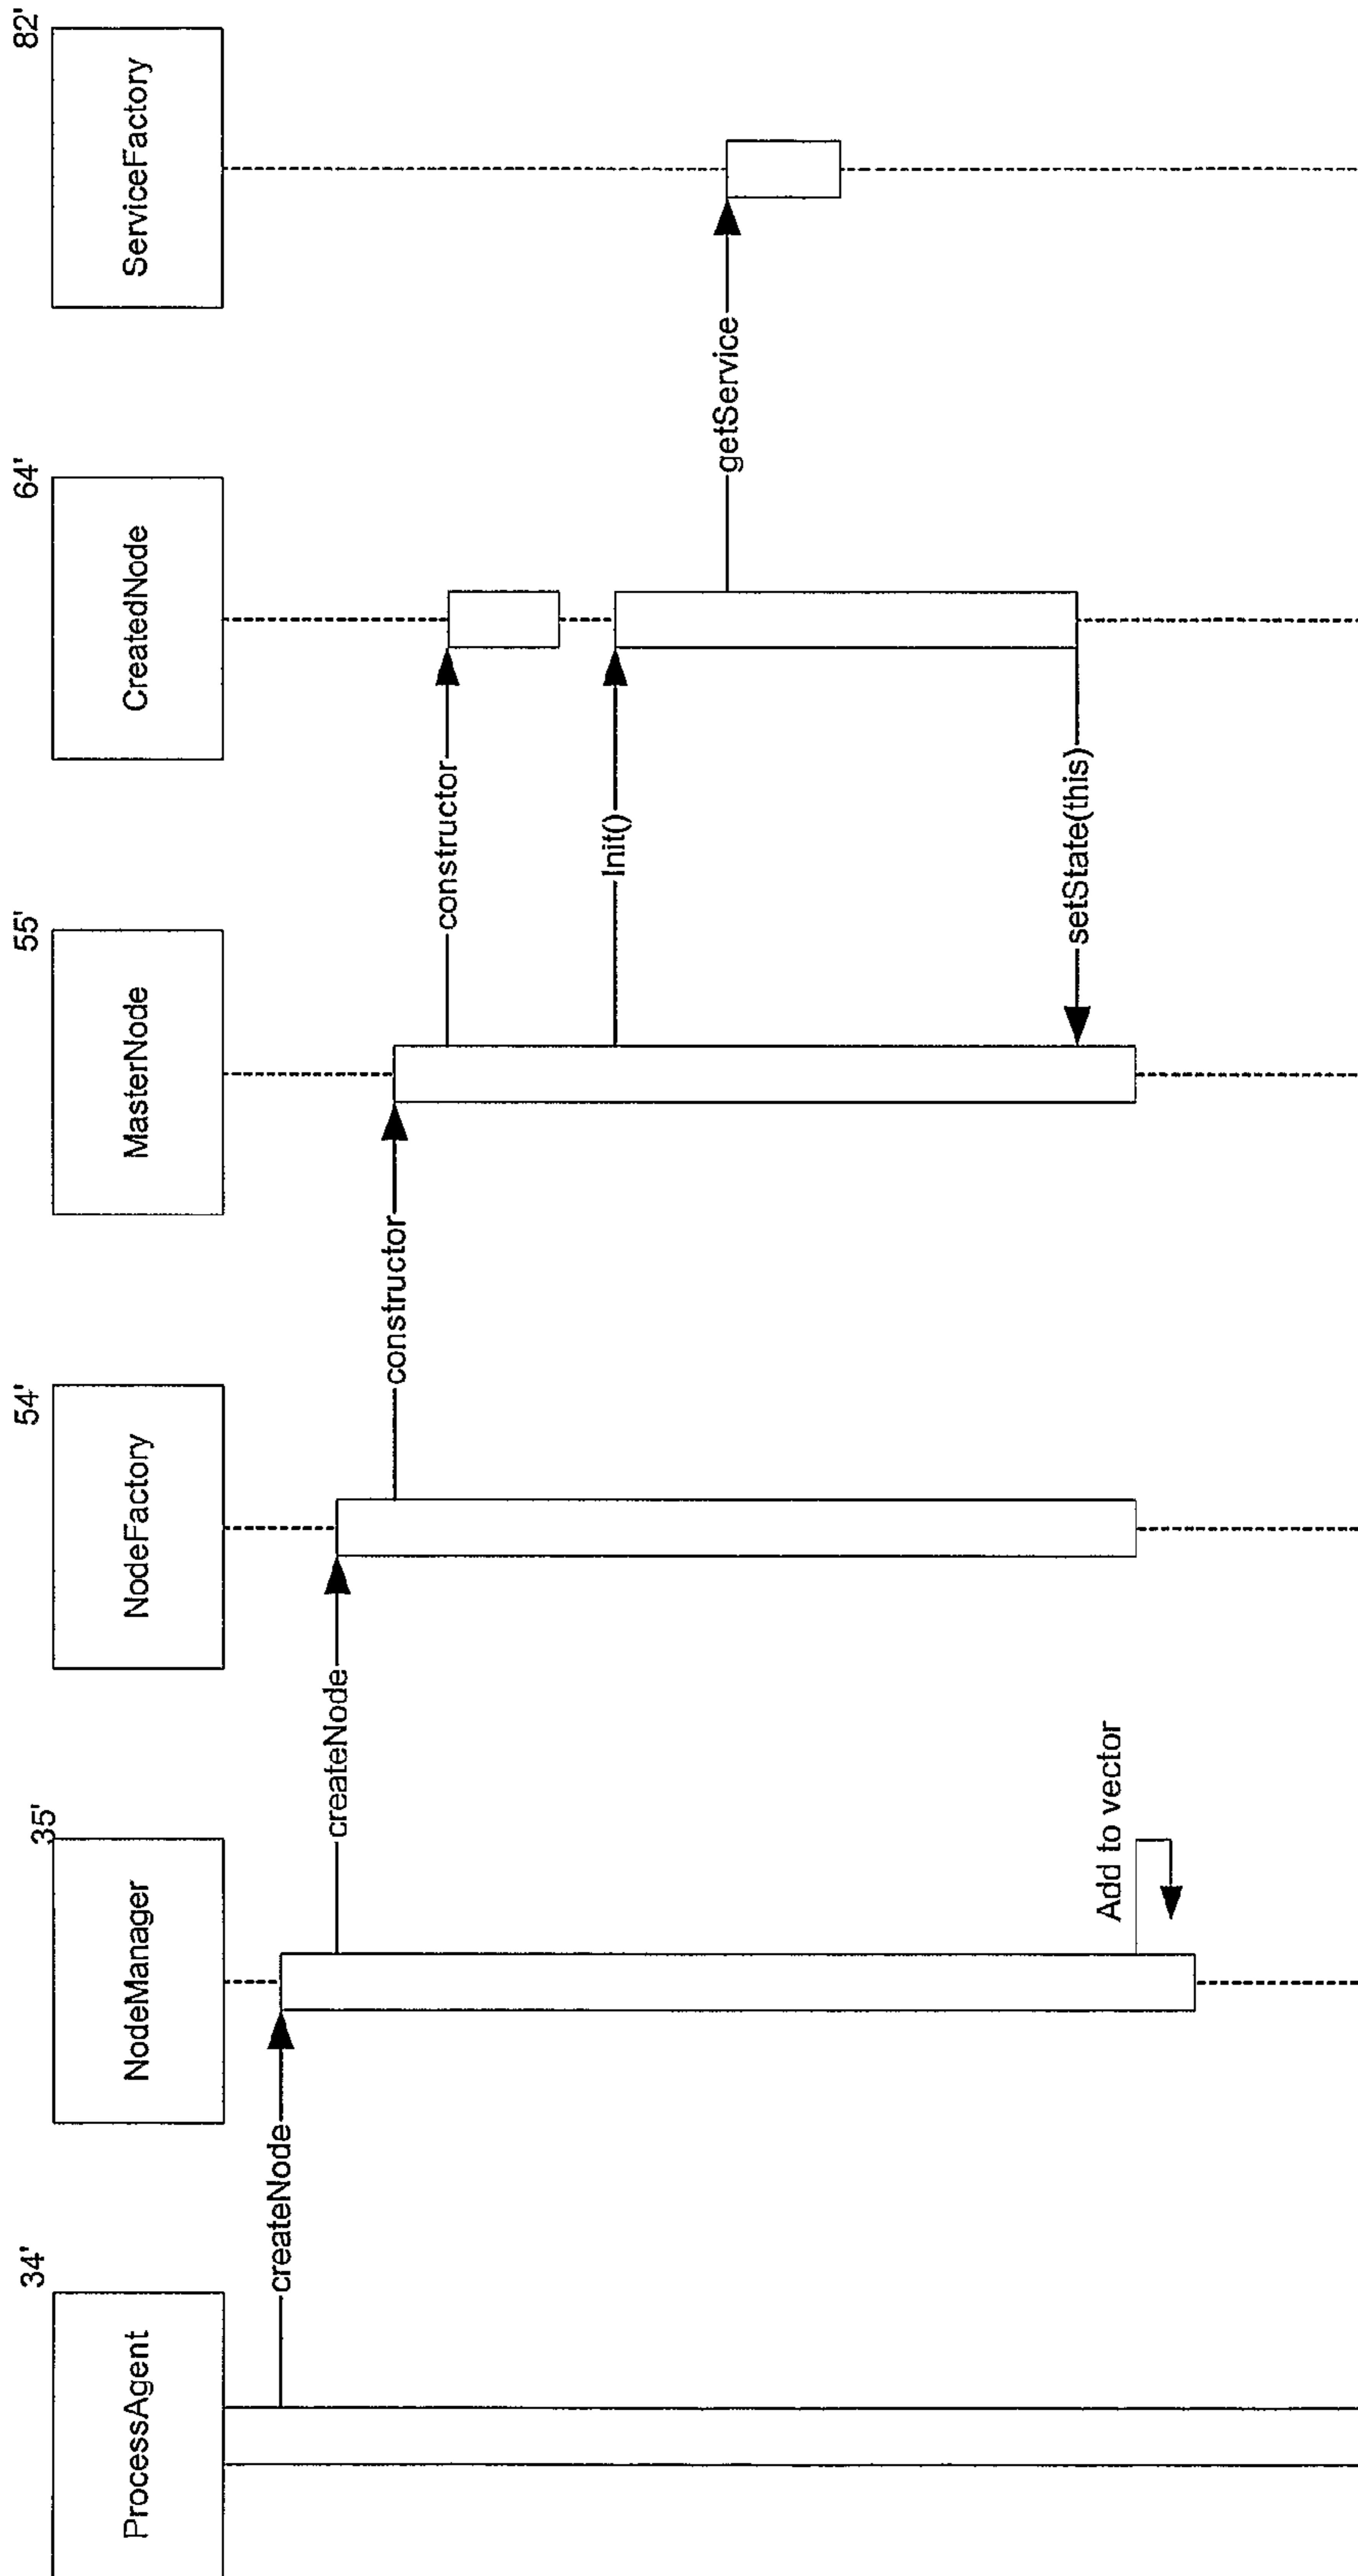 34'
35'
54'
55'
64'
82'
ProcessAgent
NodeManager
NodeFactory
MasterNode
CreatedNode
ServiceFactory
createNode
createNode
constructor
constructor
Init()
getService
setState(this)
Add to vector